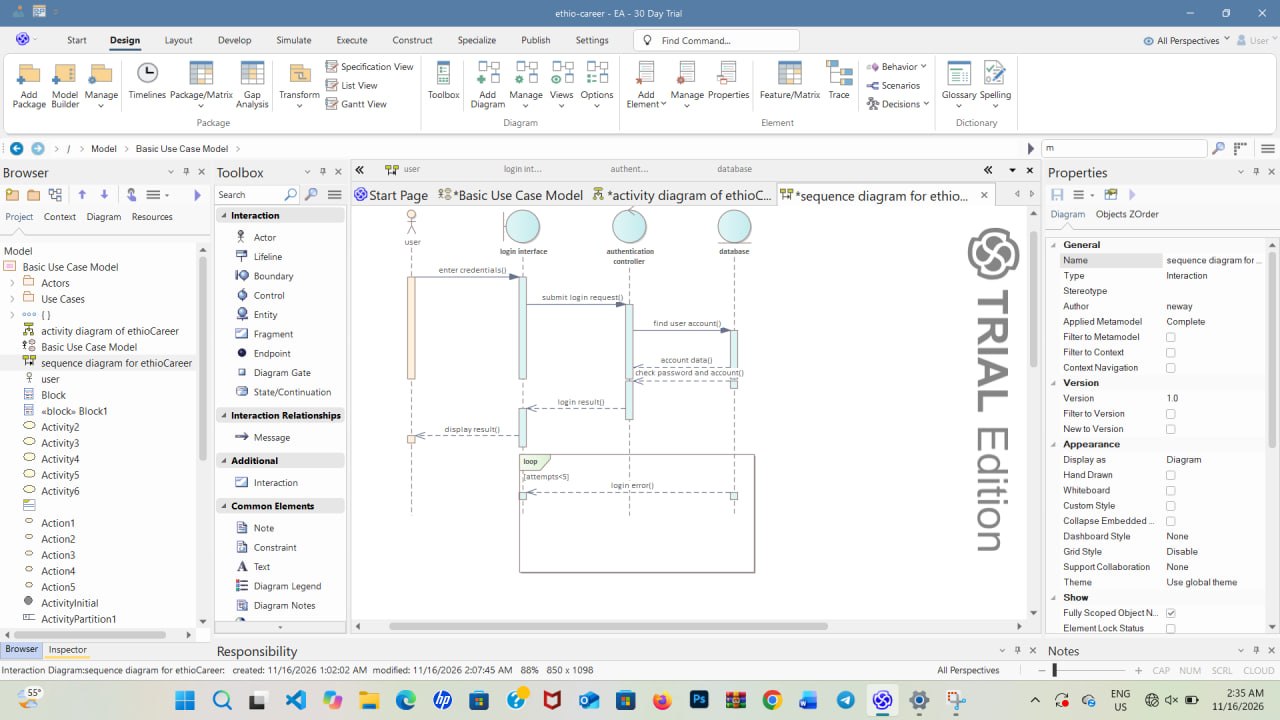 ethio-career - EA - 30 Day Trial
Start Design Layout Develop Simulate Execute Construct Specialize Publish Settings Find Command... All Perspectives User
Add Package
Model Builder
Manage
Timelines
Package/Matrix
Gap Analysis
Transform
Specification View
List View
Gantt View
Package
Toolbox
Add Diagram
Manage
Views
Options
Diagram
Add Element
Manage
Properties
Feature/Matrix
Trace
Behavior
Scenarios
Decisions
Element
Glossary
Spelling
Dictionary
/ Model Basic Use Case Model
m
Browser
Project Context Diagram Resources
Model
Basic Use Case Model
Actors
Use Cases
{ }
activity diagram of ethioCareer
Basic Use Case Model
sequence diagram for ethioCareer
user
Block
«block» Block1
Activity2
Activity3
Activity4
Activity5
Activity6
Action1
Action2
Action3
Action4
Action5
ActivityInitial
ActivityPartition1
Browser Inspector
Toolbox
Search
Interaction
Actor
Lifeline
Boundary
Control
Entity
Fragment
Endpoint
Diagram Gate
State/Continuation
Interaction Relationships
Message
Additional
Interaction
Common Elements
Note
Constraint
Text
Diagram Legend
Diagram Notes
user login int... authent... database
Start Page *Basic Use Case Model *activity diagram of ethioC... *sequence diagram for ethio...
user
login interface
authentication
controller
database
enter credentials()
submit login request()
find user account()
account data()
check password and account()
login result()
display result()
loop
[attempts<5]
login error()
TRIAL Edition
Properties
Diagram Objects ZOrder
General
Name sequence diagram for ...
Type Interaction
Stereotype
Author neway
Applied Metamodel Complete
Filter to Metamodel
Filter to Context
Context Navigation
Version
Version 1.0
Filter to Version
New to Version
Appearance
Display as Diagram
Hand Drawn
Whiteboard
Custom Style
Collapse Embedded ...
Dashboard Style None
Grid Style Disable
Support Collaboration None
Theme Use global theme
Show
Fully Scoped Object N...
Element Lock Status
Responsibility
Notes
Interaction Diagram:sequence diagram for ethioCareer: created: 11/16/2026 1:02:02 AM modified: 11/16/2026 2:07:45 AM 88% 850 x 1098 All Perspectives CAP NUM SCRL CLOUD
55°
ENG
US
2:35 AM
11/16/2026